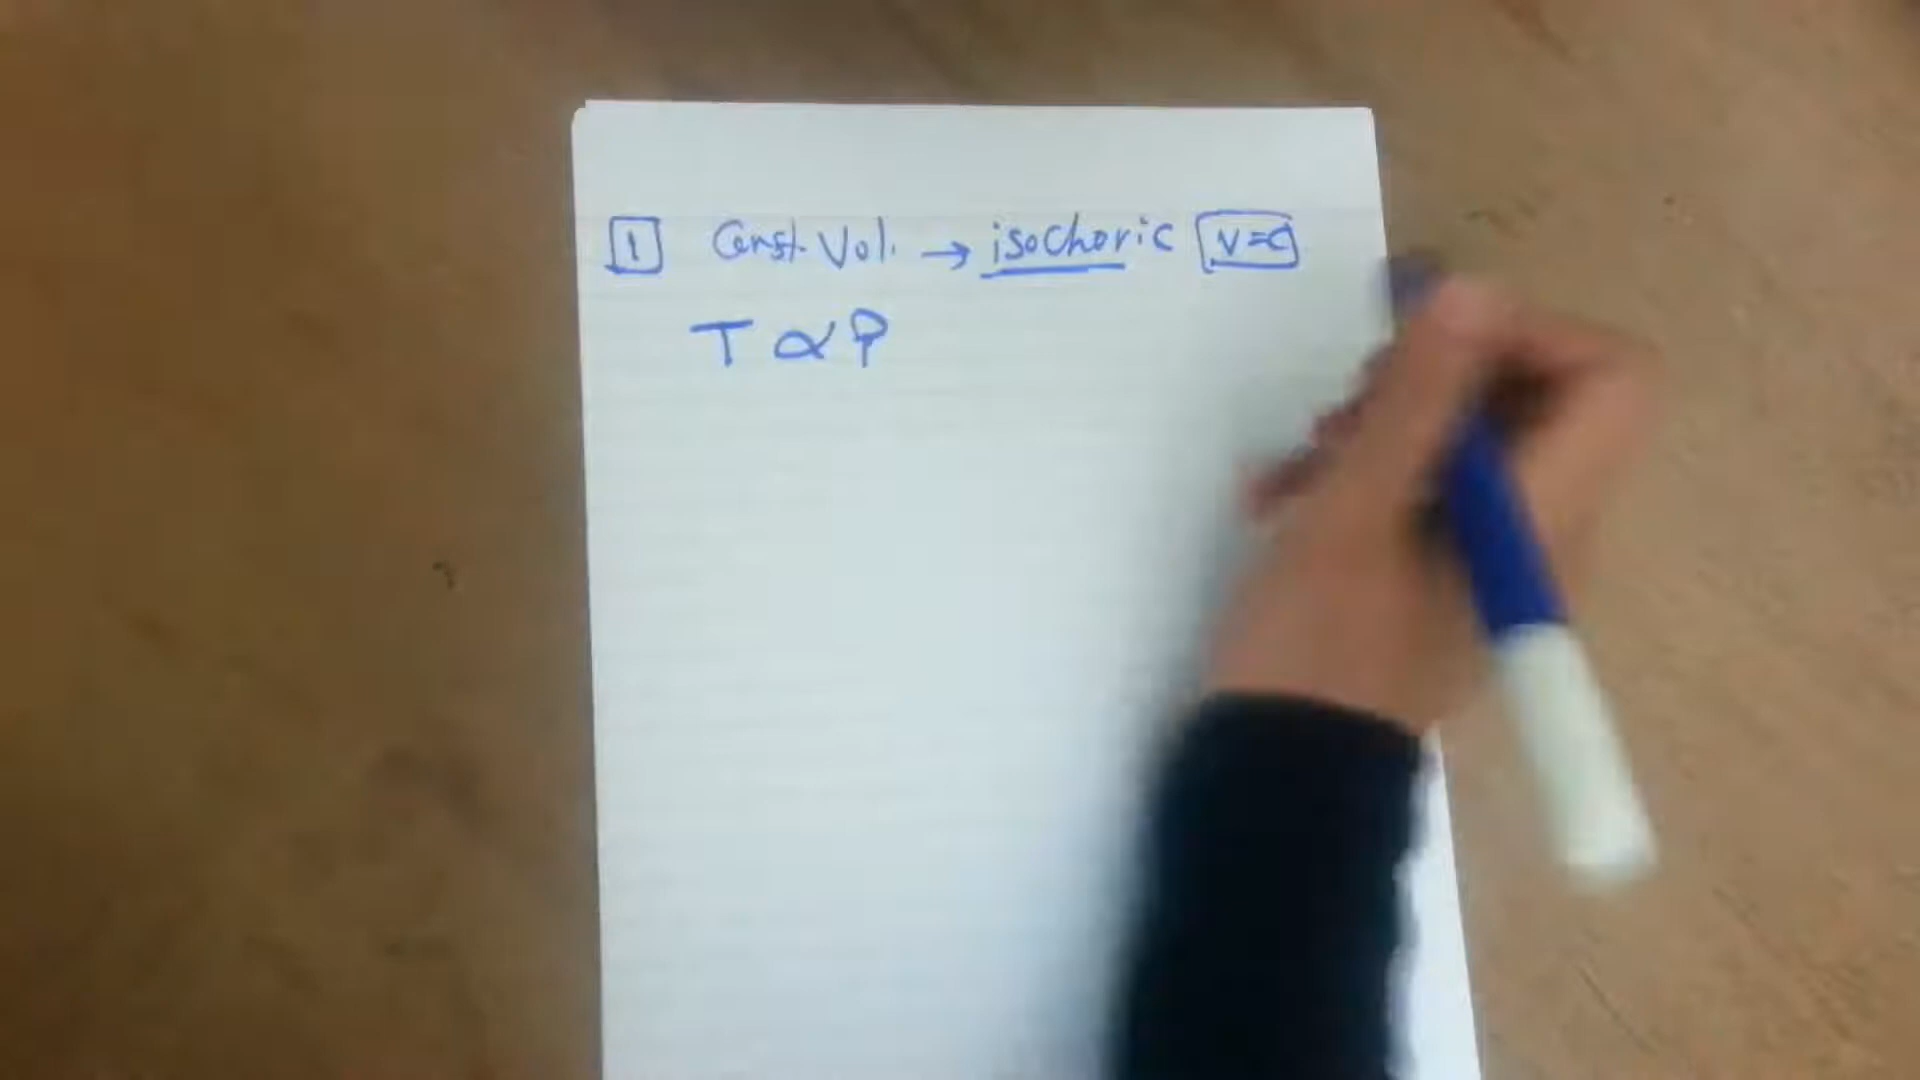 1 Const. Vol. → isochoric V=C
T ∝ P